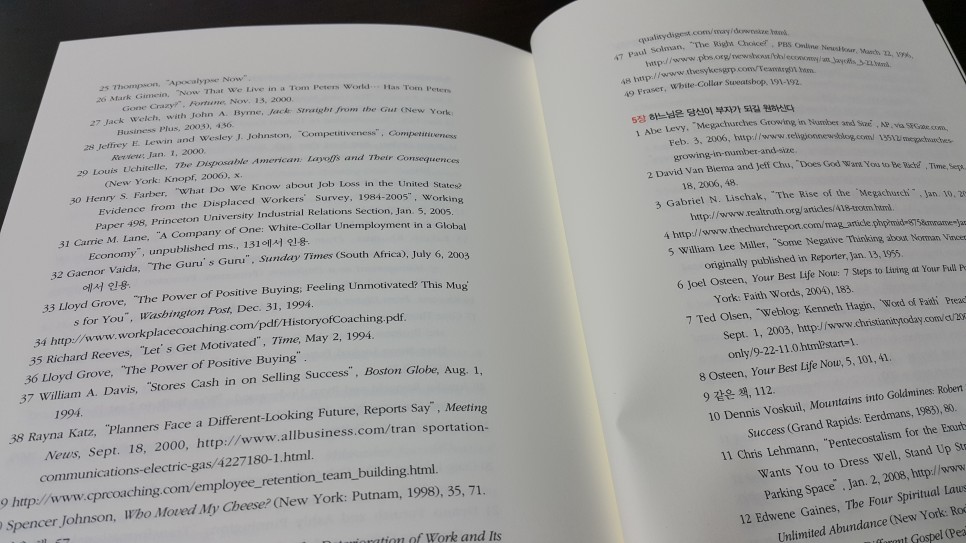 25 Thompson, "Apocalypse Now".
26 Mark Gimein, "Now That We Live in a Tom Peters World… Has Tom Peters
Gone Crazy?", Fortune, Nov. 13, 2000.
27 Jack Welch, with John A. Byrne, Jack: Straight from the Gut (New York:
Business Plus, 2003), 436.
28 Jeffrey E. Lewin and Wesley J. Johnston, "Competitiveness", Competitiveness
Review, Jan. 1, 2000.
29 Louis Uchitelle, The Disposable American: Layoffs and Their Consequences
(New York: Knopf, 2006), x.
30 Henry S. Farber, "What Do We Know about Job Loss in the United States?
Evidence from the Displaced Workers' Survey, 1984-2005", Working
Paper 498, Princeton University Industrial Relations Section, Jan. 5, 2005.
31 Carrie M. Lane, "A Company of One: White-Collar Unemployment in a Global
Economy", unpublished ms., 131에서 인용.
32 Gaenor Vaida, "The Guru's Guru", Sunday Times (South Africa), July 6, 2003
에서 인용.
33 Lloyd Grove, "The Power of Positive Buying; Feeling Unmotivated? This Mug'
s for You", Washington Post, Dec. 31, 1994.
34 http://www.workplacecoaching.com/pdf/HistoryofCoaching.pdf.
35 Richard Reeves, "Let's Get Motivated", Time, May 2, 1994.
36 Lloyd Grove, "The Power of Positive Buying".
37 William A. Davis, "Stores Cash in on Selling Success", Boston Globe, Aug. 1,
1994.
38 Rayna Katz, "Planners Face a Different-Looking Future, Reports Say", Meeting
News, Sept. 18, 2000, http://www.allbusiness.com/tran sportation-
communications-electric-gas/4227180-1.html.
9 http://www.cprcoaching.com/employee_retention_team_building.html.
Spencer Johnson, Who Moved My Cheese? (New York: Putnam, 1998), 35, 71.
57
Deterioration of Work and Its
qualitydigest.com/may/downsize.html.
47 Paul Solman, "The Right Choice?", PBS Online NewsHour, March 22, 1996,
http://www.pbs.org/newshour/bb/economy/att_layoffs_3-22.html.
48 http://www.thesykesgrp.com/Teamtrg01.htm.
49 Fraser, White-Collar Sweatshop, 191-192.
5장 하느님은 당신이 부자가 되길 원하신다
1 Abe Levy, "Megachurches Growing in Number and Size", AP, via SFGate.com,
Feb. 3, 2006, http://www.religionnewsblog.com/ 13512/megachurches-
growing-in-number-and-size.
2 David Van Biema and Jeff Chu, "Does God Want You to Be Rich?", Time, Sept.
18, 2006, 48.
3 Gabriel N. Lischak, "The Rise of the 'Megachurch'", Jan. 10, 20
http://www.realtruth.org/articles/418-trotm.html.
4 http://www.thechurchreport.com/mag_article.php?mid=875&mname=Jan
5 William Lee Miller, "Some Negative Thinking about Norman Vincen
originally published in Reporter, Jan. 13, 1955.
6 Joel Osteen, Your Best Life Now: 7 Steps to Living at Your Full Po
York: Faith Words, 2004), 183.
7 Ted Olsen, "Weblog: Kenneth Hagin, 'Word of Faith' Preac
Sept. 1, 2003, http://www.christianitytoday.com/ct/200
only/9-22-11.0.html?start=1.
8 Osteen, Your Best Life Now, 5, 101, 41.
9 같은 책, 112.
10 Dennis Voskuil, Mountains into Goldmines: Robert
Success (Grand Rapids: Eerdmans, 1983), 80.
11 Chris Lehmann, "Pentecostalism for the Exurb
Wants You to Dress Well, Stand Up Str
Parking Space", Jan. 2, 2008, http://www
12 Edwene Gaines, The Four Spiritual Laws
Unlimited Abundance (New York: Rod
Different Gospel (Pea